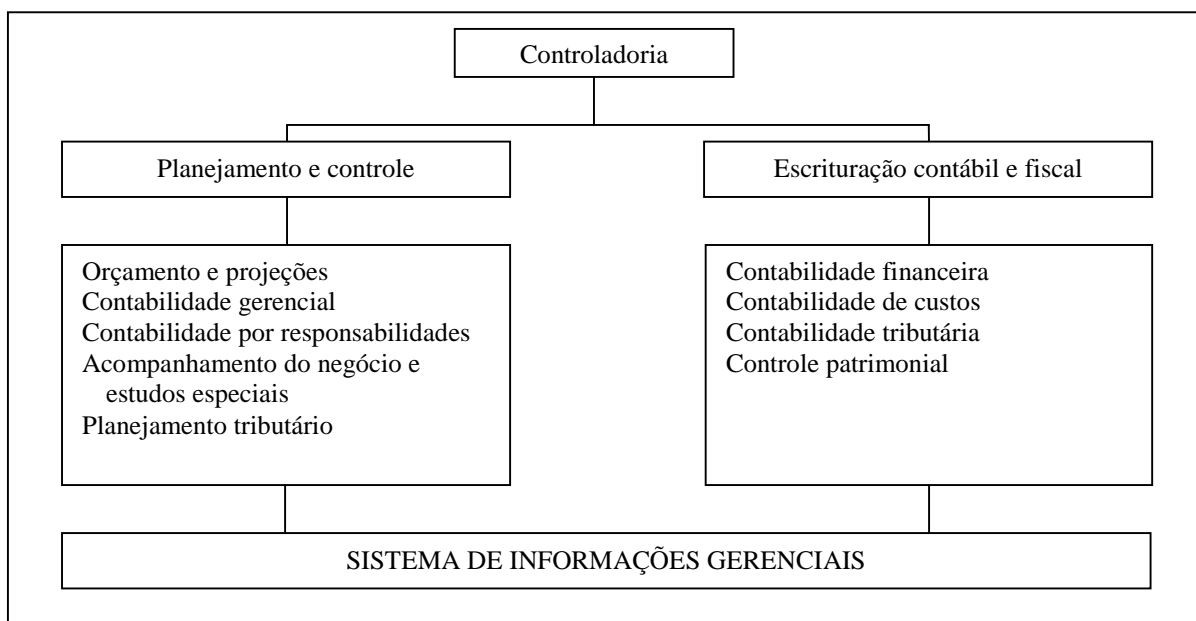 Controladoria
Planejamento e controle
Escrituração contábil e fiscal
Orçamento e projeções
Contabilidade gerencial
Contabilidade por responsabilidades
Acompanhamento do negócio e
estudos especiais
Planejamento tributário
Contabilidade financeira
Contabilidade de custos
Contabilidade tributária
Controle patrimonial
SISTEMA DE INFORMAÇÕES GERENCIAIS